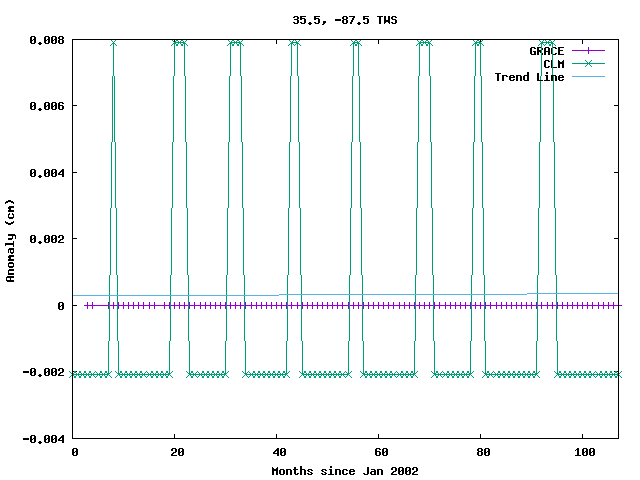 35.5, -87.5 TWS
0.008
GRACE
CLM
Trend Line
0.006
0.004
0.002
0
-0.002
-0.004
Anomaly (cm)
0 20 40 60 80 100
Months since Jan 2002